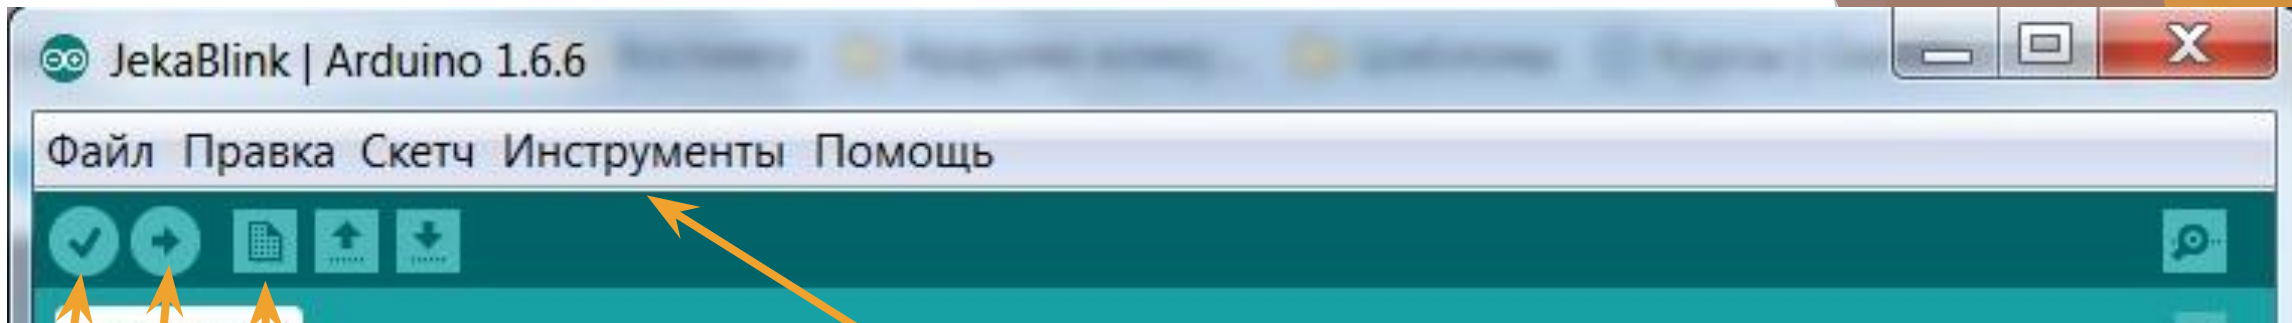 JekaBlink | Arduino 1.6.6
Файл Правка Скетч Инструменты Помощь